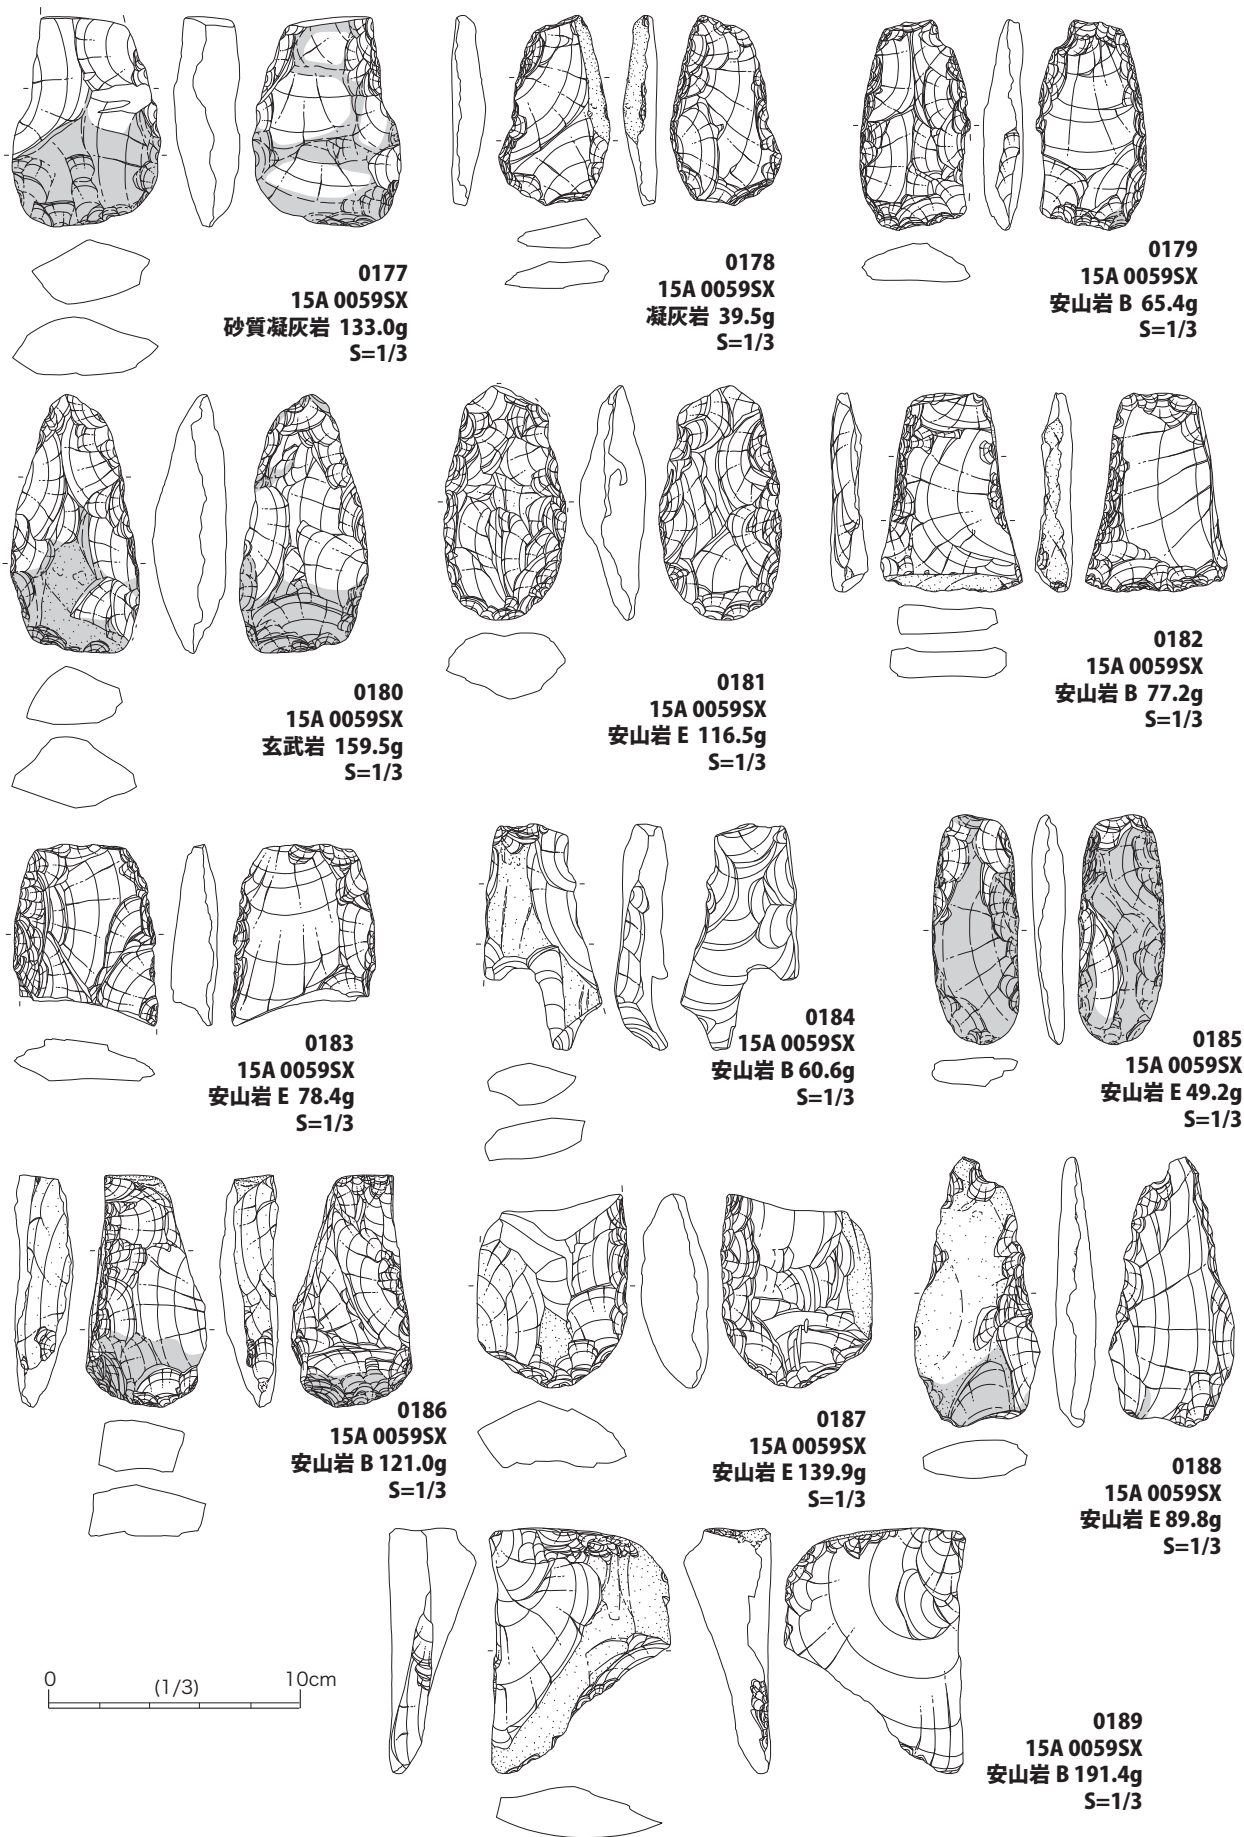 0177
15A 0059SX
砂質凝灰岩 133.0g
S=1/3
0178
15A 0059SX
凝灰岩 39.5g
S=1/3
0179
15A 0059SX
安山岩 B 65.4g
S=1/3
0180
15A 0059SX
玄武岩 159.5g
S=1/3
0181
15A 0059SX
安山岩 E 116.5g
S=1/3
0182
15A 0059SX
安山岩 B 77.2g
S=1/3
0183
15A 0059SX
安山岩 E 78.4g
S=1/3
0184
15A 0059SX
安山岩 B 60.6g
S=1/3
0185
15A 0059SX
安山岩 E 49.2g
S=1/3
0186
15A 0059SX
安山岩 B 121.0g
S=1/3
0187
15A 0059SX
安山岩 E 139.9g
S=1/3
0188
15A 0059SX
安山岩 E 89.8g
S=1/3
0 (1/3) 10cm
0189
15A 0059SX
安山岩 B 191.4g
S=1/3